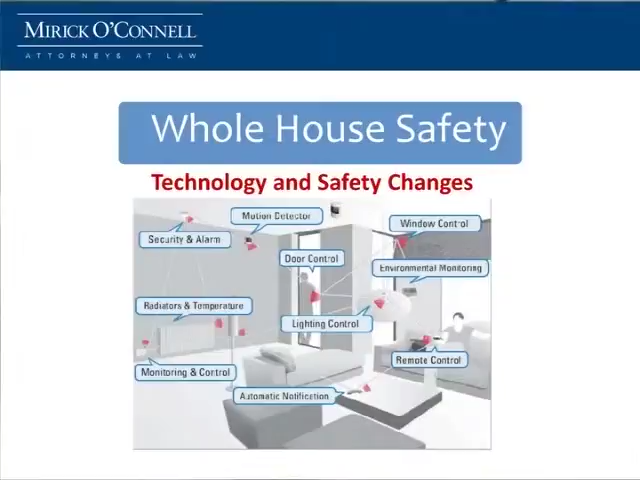 MIRICK O'CONNELL
ATTORNEYS AT LAW
Whole House Safety
Technology and Safety Changes
Motion Detector
Window Control
Security & Alarm
Door Control
Environmental Monitoring
Radiators & Temperature
Lighting Control
Remote Control
Monitoring & Control
Automatic Notification